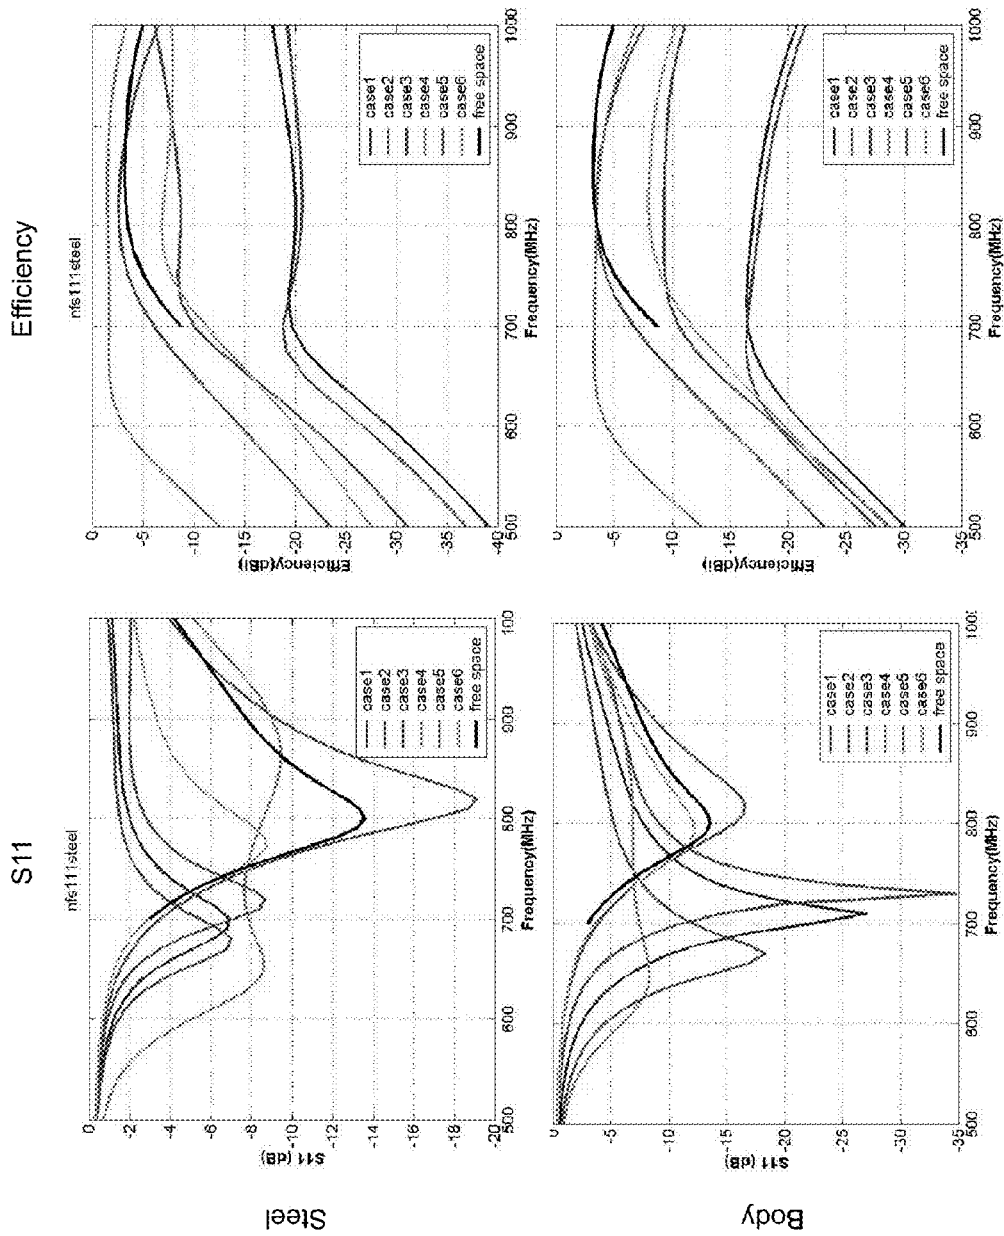 S11
Efficiency
Steel
nfs111steel
S11 (dB)
0
-2
-4
-6
-8
-10
-12
-14
-16
-18
-20
500
600
700
800
900
100
Frequency(MHz)
case1
case2
case3
case4
case5
case6
free space
nfs111steel
Efficiency(dBi)
0
-5
-10
-15
-20
-25
-30
-35
-40
500
600
700
800
900
1000
Frequency(MHz)
case1
case2
case3
case4
case5
case6
free space
Body
S11 (dB)
0
-5
-10
-15
-20
-25
-30
-35
500
600
700
800
900
1000
Frequency(MHz)
case1
case2
case3
case4
case5
case6
free space
Efficiency(dBi)
0
-5
-10
-15
-20
-25
-30
-35
500
600
700
800
900
1000
Frequency(MHz)
case1
case2
case3
case4
case5
case6
free space